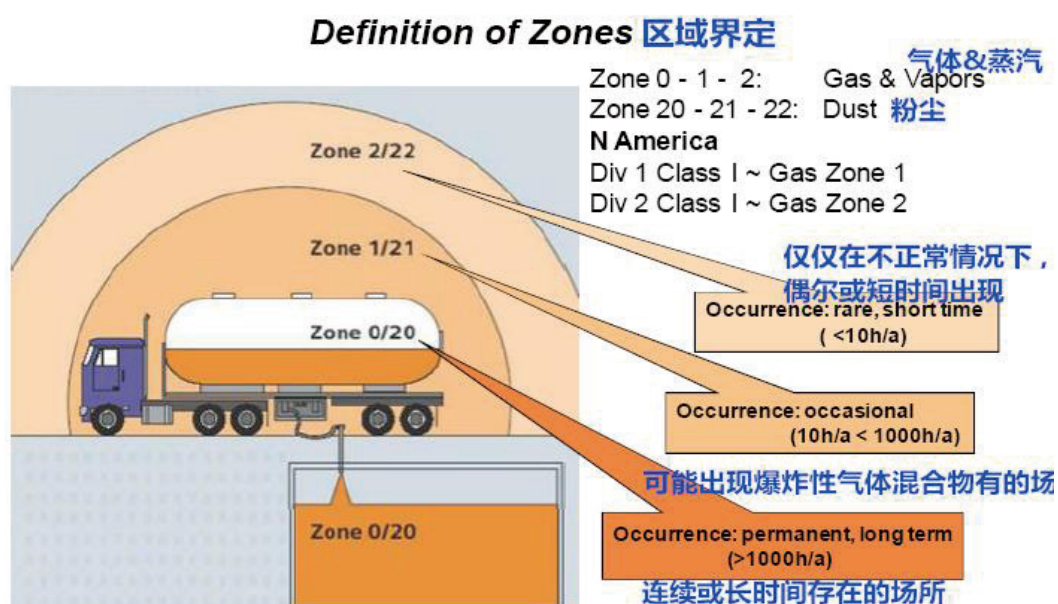 Definition of Zones 区域界定
气体&蒸汽
Zone 0 - 1 - 2: Gas & Vapors
Zone 20 - 21 - 22: Dust 粉尘
N America
Div 1 Class I ~ Gas Zone 1
Div 2 Class I ~ Gas Zone 2
Zone 2/22
Zone 1/21
Zone 0/20
Zone 0/20
仅仅在不正常情况下，
偶尔或短时间出现
Occurrence: rare, short time
( <10h/a)
Occurrence: occasional
(10h/a < 1000h/a)
可能出现爆炸性气体混合物有的场
Occurrence: permanent, long term
(>1000h/a)
连续或长时间存在的场所